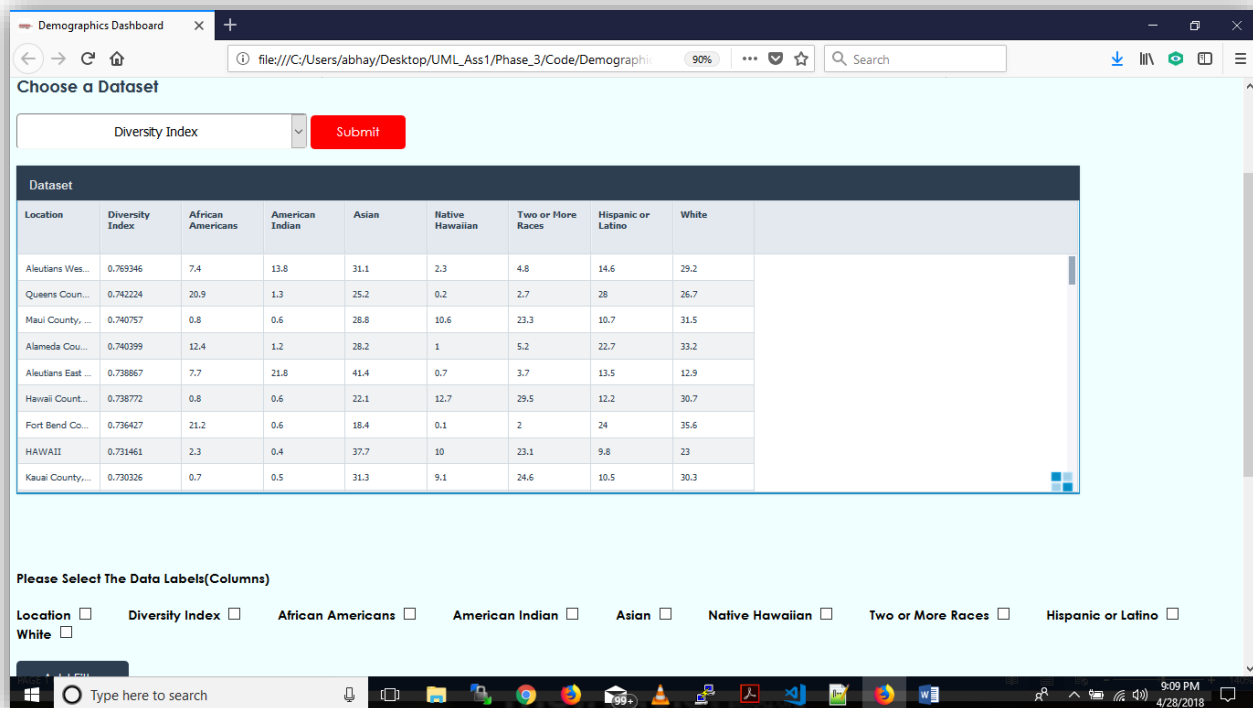 Demographics Dashboard
file:///C:/Users/abhay/Desktop/UML_Ass1/Phase_3/Code/Demographi
90%
Search
Choose a Dataset
Diversity Index
Submit
Dataset
Location Diversity Index African Americans American Indian Asian Native Hawaiian Two or More Races Hispanic or Latino White
Aleutians Wes... 0.769346 7.4 13.8 31.1 2.3 4.8 14.6 29.2
Queens Coun... 0.742224 20.9 1.3 25.2 0.2 2.7 28 26.7
Maui County, ... 0.740757 0.8 0.6 28.8 10.6 23.3 10.7 31.5
Alameda Cou... 0.740399 12.4 1.2 28.2 1 5.2 22.7 33.2
Aleutians East ... 0.738867 7.7 21.8 41.4 0.7 3.7 13.5 12.9
Hawaii Count... 0.738772 0.8 0.6 22.1 12.7 29.5 12.2 30.7
Fort Bend Co... 0.736427 21.2 0.6 18.4 0.1 2 24 35.6
HAWAII 0.731461 2.3 0.4 37.7 10 23.1 9.8 23
Kauai County,... 0.730326 0.7 0.5 31.3 9.1 24.6 10.5 30.3
Please Select The Data Labels(Columns)
Location Diversity Index African Americans American Indian Asian Native Hawaiian Two or More Races Hispanic or Latino
White
Type here to search
99+
9:09 PM
4/28/2018